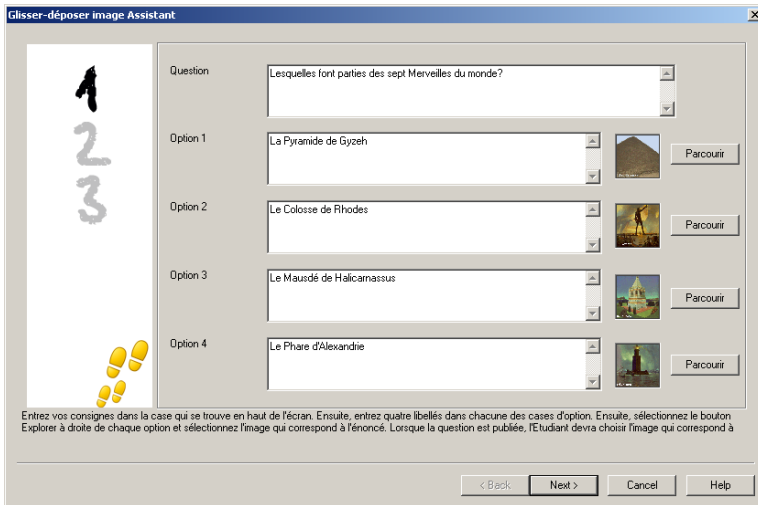 Glisser-déposer image Assistant
1
2
3
Question
Lesquelles font parties des sept Merveilles du monde?
Option 1
La Pyramide de Gyzeh
Parcourir
Option 2
Le Colosse de Rhodes
Parcourir
Option 3
Le Mausdé de Halicarnassus
Parcourir
Option 4
Le Phare d'Alexandrie
Parcourir
Entrez vos consignes dans la case qui se trouve en haut de l'écran. Ensuite, entrez quatre libellés dans chacune des cases d'option. Ensuite, sélectionnez le bouton
Explorer à droite de chaque option et sélectionnez l'image qui correspond à l'énoncé. Lorsque la question est publiée, l'Etudiant devra choisir l'image qui correspond à
< Back
Next >
Cancel
Help